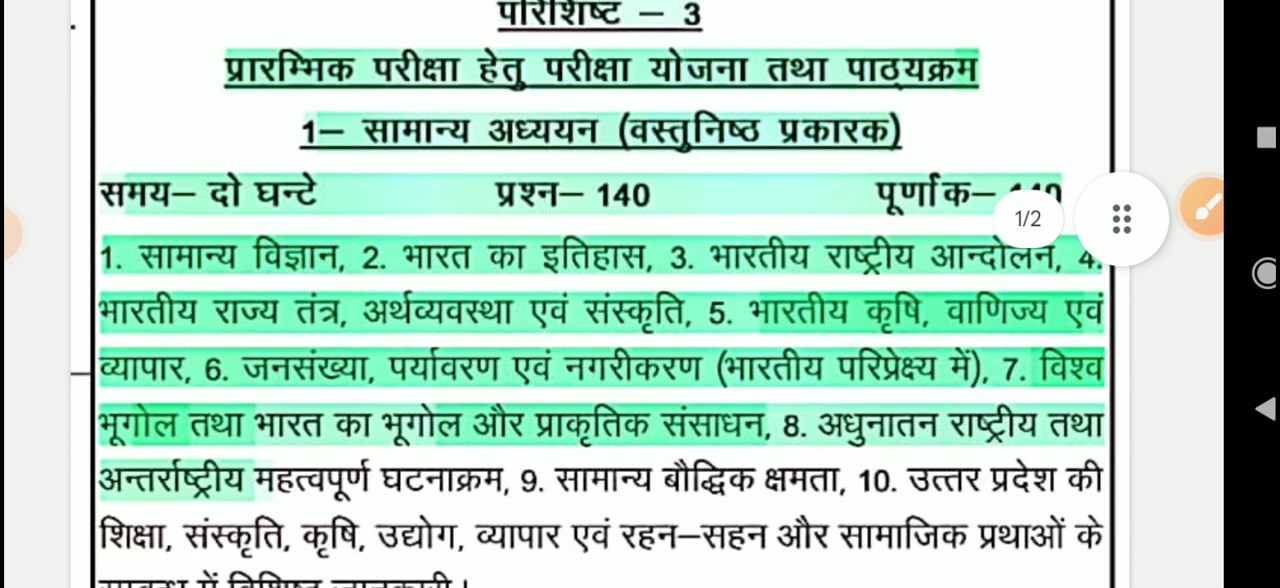 परिशिष्ट – 3
प्रारम्भिक परीक्षा हेतु परीक्षा योजना तथा पाठ्यक्रम
1– सामान्य अध्ययन (वस्तुनिष्ठ प्रकारक)
समय– दो घन्टे प्रश्न– 140 पूर्णांक–
1/2
1. सामान्य विज्ञान, 2. भारत का इतिहास, 3. भारतीय राष्ट्रीय आन्दोलन, 4.
भारतीय राज्य तंत्र, अर्थव्यवस्था एवं संस्कृति, 5. भारतीय कृषि, वाणिज्य एवं
व्यापार, 6. जनसंख्या, पर्यावरण एवं नगरीकरण (भारतीय परिप्रेक्ष्य में), 7. विश्व
भूगोल तथा भारत का भूगोल और प्राकृतिक संसाधन, 8. अधुनातन राष्ट्रीय तथा
अन्तर्राष्ट्रीय महत्वपूर्ण घटनाक्रम, 9. सामान्य बौद्धिक क्षमता, 10. उत्तर प्रदेश की
शिक्षा, संस्कृति, कृषि, उद्योग, व्यापार एवं रहन–सहन और सामाजिक प्रथाओं के